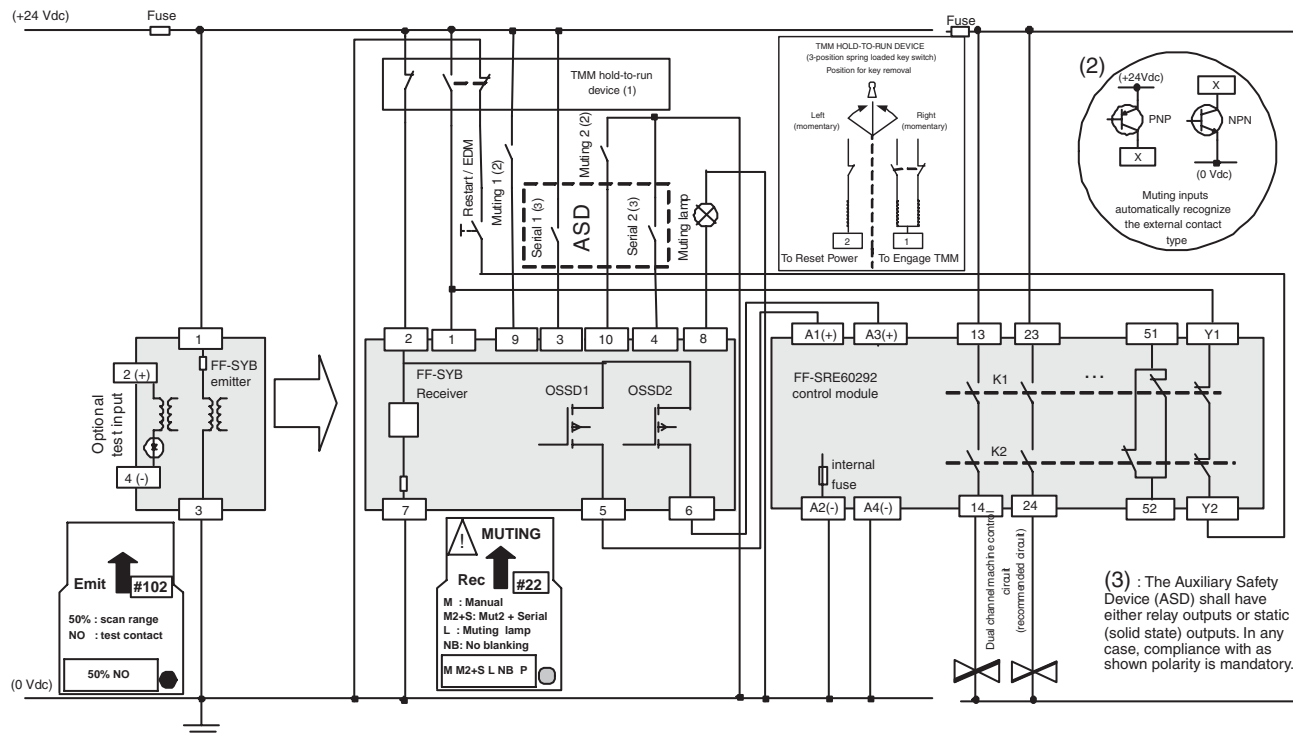 (+24 Vdc)
Fuse
Fuse
TMM hold-to-run
device (1)
TMM HOLD-TO-RUN DEVICE
(3-position spring loaded key switch)
Position for key removal
Left
(momentary)
Right
(momentary)
2
1
To Reset Power
To Engage TMM
(2)
(+24Vdc)
X
PNP
NPN
X
(0 Vdc)
Muting inputs
automatically recognize
the external contact
type
Restart / EDM
Muting 1 (2)
Serial 1 (3)
ASD
Muting 2 (2)
Serial 2 (3)
Muting lamp
1
2 (+)
FF-SYB
emitter
Optional
test input
4 (-)
3
2
1
9
3
10
4
8
FF-SYB
Receiver
OSSD1
OSSD2
7
5
6
A1(+)
A3(+)
13
23
51
Y1
FF-SRE60292
control module
K1
...
K2
internal
fuse
A2(-)
A4(-)
14
24
52
Y2
Dual channel machine control
circuit
(recommended circuit)
Emit
#102
50% : scan range
NO : test contact
50% NO
! MUTING
Rec
#22
M : Manual
M2+S: Mut2 + Serial
L : Muting lamp
NB: No blanking
M M2+S L NB P
(3) : The Auxiliary Safety
Device (ASD) shall have
either relay outputs or static
(solid state) outputs. In any
case, compliance with as
shown polarity is mandatory.
(0 Vdc)